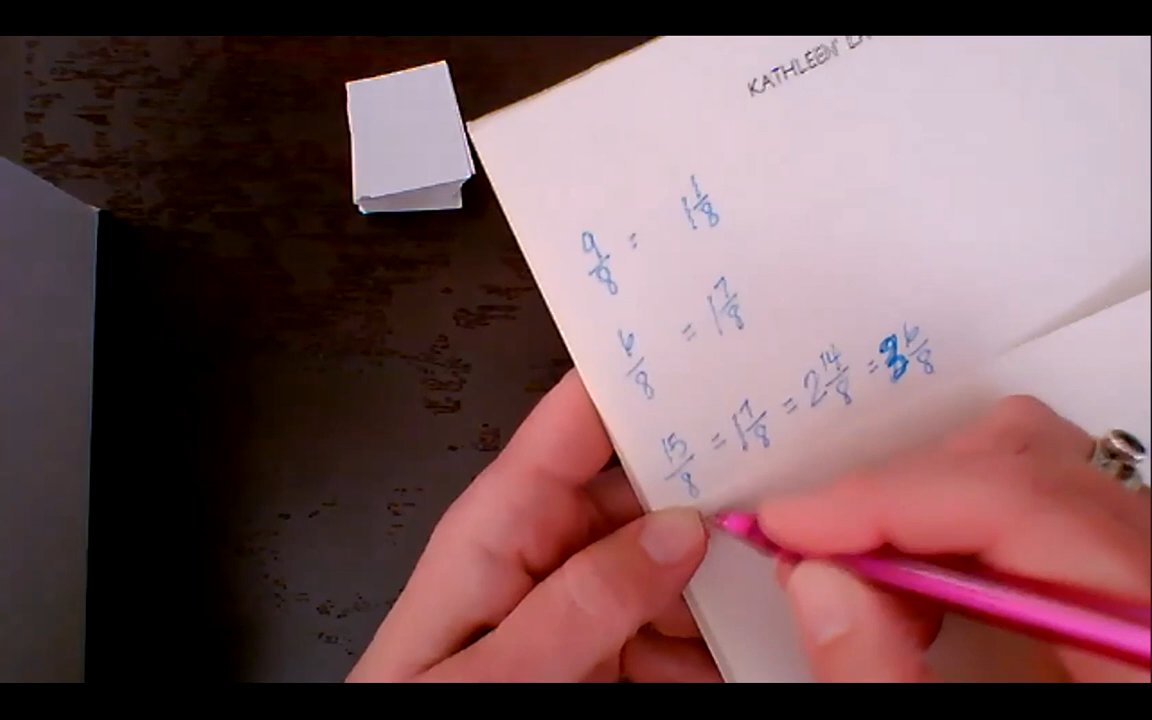 KATHLEEN
9/8 = 1 1/8
6/8 = 1 7/8
15/8 = 1 7/8 = 2 14/8 = 3 6/8